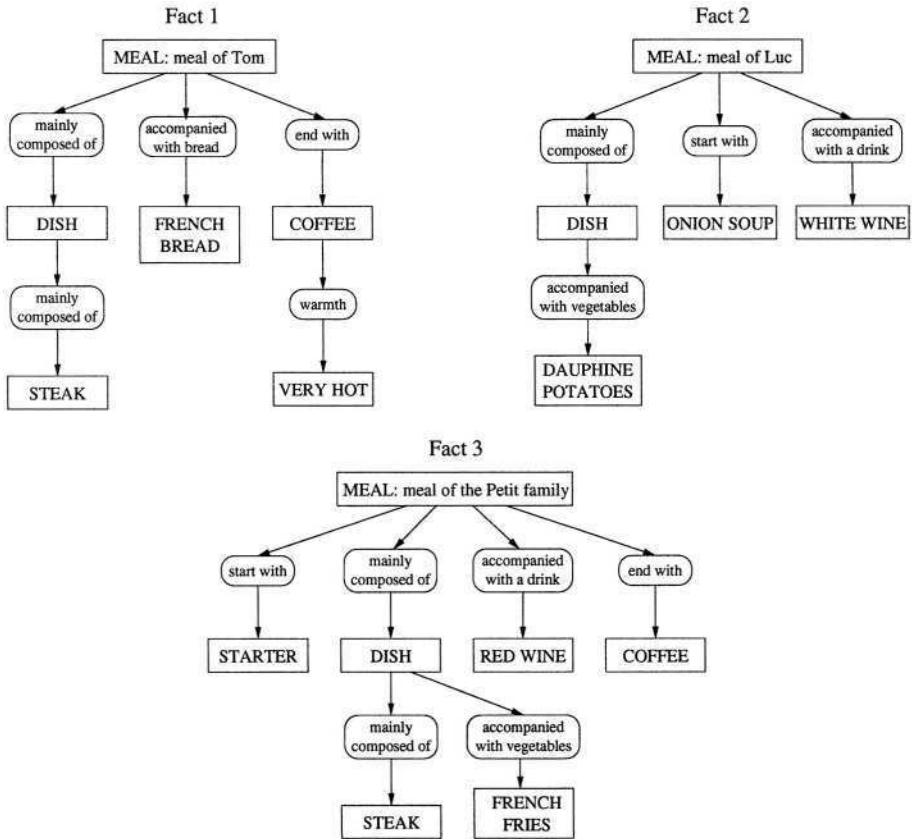 Fact 1
MEAL: meal of Tom
mainly
composed of
accompanied
with bread
end with
DISH
FRENCH
BREAD
COFFEE
mainly
composed of
warmth
STEAK
VERY HOT
Fact 2
MEAL: meal of Luc
mainly
composed of
start with
accompanied
with a drink
DISH
ONION SOUP
WHITE WINE
accompanied
with vegetables
DAUPHINE
POTATOES
Fact 3
MEAL: meal of the Petit family
start with
mainly
composed of
accompanied
with a drink
end with
STARTER
DISH
RED WINE
COFFEE
mainly
composed of
accompanied
with vegetables
STEAK
FRENCH
FRIES